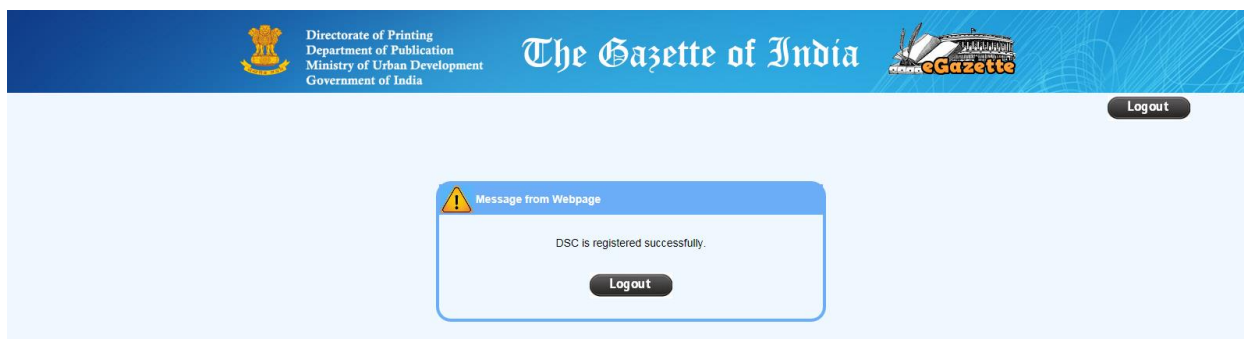 Directorate of Printing
Department of Publication
Ministry of Urban Development
Government of India
The Gazette of India
eGazette
Logout
Message from Webpage
DSC is registered successfully.
Logout